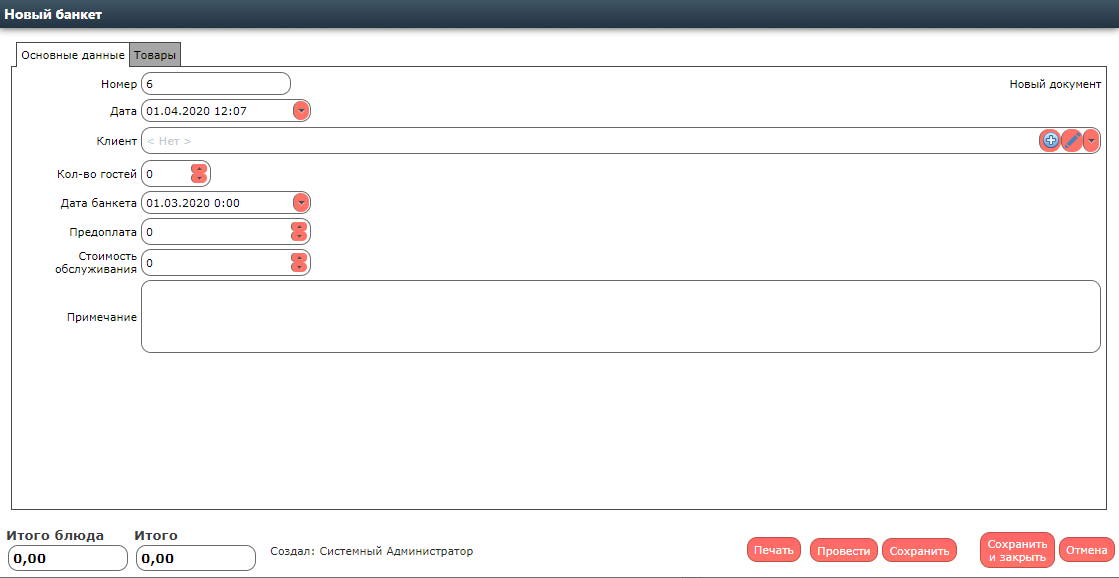 Новый банкет
Основные данные Товары
Номер 6 Новый документ
Дата 01.04.2020 12:07
Клиент < Нет >
Кол-во гостей 0
Дата банкета 01.03.2020 0:00
Предоплата 0
Стоимость
обслуживания 0
Примечание
Итого блюда Итого
0,00 0,00 Создал: Системный Администратор
Печать Провести Сохранить Сохранить
и закрыть Отмена